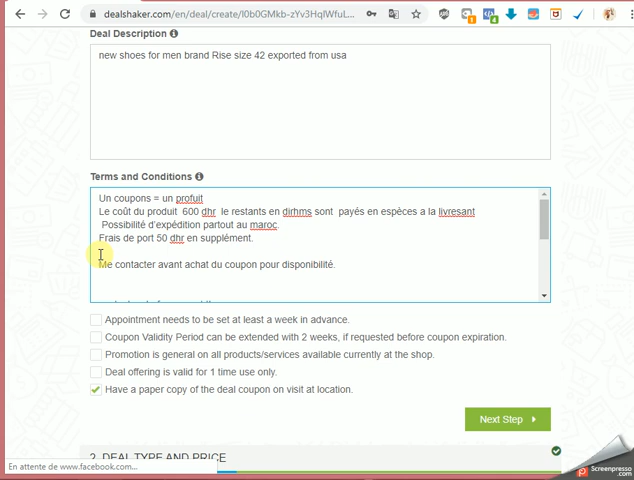 dealshaker.com/en/deal/create/I0b0GMkb-zYv3HqIWfuL...
1
4
Deal Description
new shoes for men brand Rise size 42 exported from usa
Terms and Conditions
Un coupons = un profuit
Le coût du produit 600 dhr le restants en dirhms sont payés en espèces a la livresant
Possibilité d'expédition partout au maroc.
Frais de port 50 dhr en supplément.
Me contacter avant achat du coupon pour disponibilité.
Appointment needs to be set at least a week in advance.
Coupon Validity Period can be extended with 2 weeks, if requested before coupon expiration.
Promotion is general on all products/services available currently at the shop.
Deal offering is valid for 1 time use only.
Have a paper copy of the deal coupon on visit at location.
Next Step
2. DEAL TYPE AND PRICE
En attente de www.facebook.com...
Screenpresso
.com